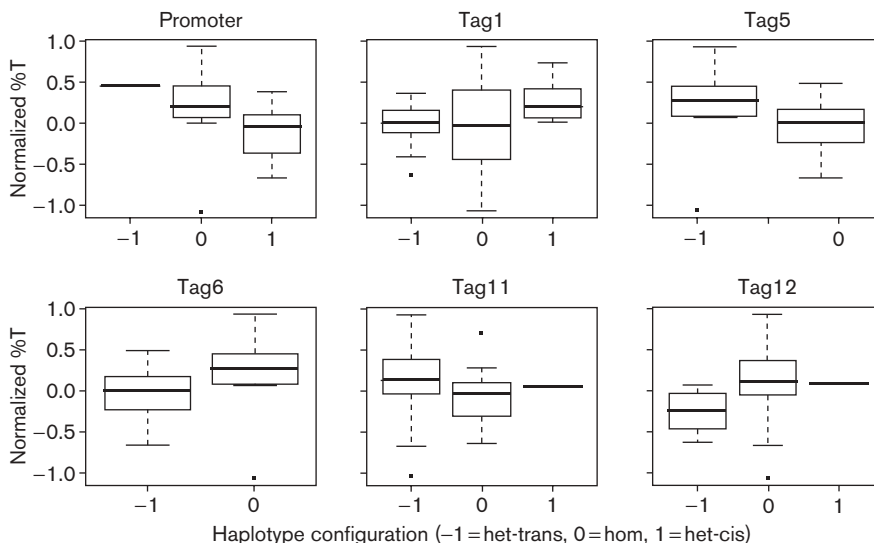 Promoter Tag1 Tag5
Normalized %T
1.0
0.5
0.0
−0.5
−1.0
−1 0 1 −1 0 1 −1 0
Tag6 Tag11 Tag12
Normalized %T
1.0
0.5
0.0
−0.5
−1.0
−1 0 −1 0 1 −1 0 1
Haplotype configuration (−1=het-trans, 0=hom, 1=het-cis)